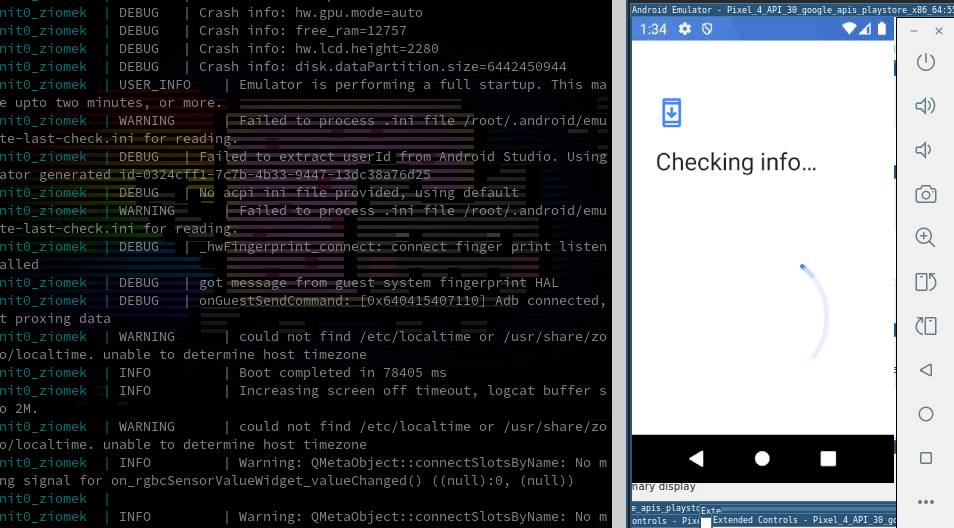 nit0_ziomek | DEBUG | Crash info: hw.gpu.mode=auto
nit0_ziomek | DEBUG | Crash info: free_ram=12757
nit0_ziomek | DEBUG | Crash info: hw.lcd.height=2280
nit0_ziomek | DEBUG | Crash info: disk.dataPartition.size=6442450944
nit0_ziomek | USER_INFO | Emulator is performing a full startup. This ma
e upto two minutes, or more.
nit0_ziomek | WARNING | Failed to process .ini file /root/.android/emu
te-last-check.ini for reading.
nit0_ziomek | DEBUG | Failed to extract userId from Android Studio. Using
ator generated id=0324cff1-7c7b-4b33-9447-13dc38a76d25
nit0_ziomek | DEBUG | No acpi ini file provided, using default
nit0_ziomek | WARNING | Failed to process .ini file /root/.android/emu
te-last-check.ini for reading.
nit0_ziomek | DEBUG | _hwFingerprint_connect: connect finger print listen
alled
nit0_ziomek | DEBUG | got message from guest system fingerprint HAL
nit0_ziomek | DEBUG | onGuestSendCommand: [0x640415407110] Adb connected,
t proxing data
nit0_ziomek | WARNING | could not find /etc/localtime or /usr/share/zo
o/localtime. unable to determine host timezone
nit0_ziomek | INFO | Boot completed in 78405 ms
nit0_ziomek | INFO | Increasing screen off timeout, logcat buffer s
o 2M.
nit0_ziomek | WARNING | could not find /etc/localtime or /usr/share/zo
o/localtime. unable to determine host timezone
nit0_ziomek | INFO | Warning: QMetaObject::connectSlotsByName: No m
ng signal for on_rgbcSensorValueWidget_valueChanged() ((null):0, (null))
nit0_ziomek |
nit0_ziomek | INFO | Warning: QMetaObject::connectSlotsByName: No m
Android Emulator - Pixel_4_API_30_google_apis_playstore_x86_64:55
1:34
Checking info...
mary display
e_apis_playsto
Exte
ontrols - Pixe
Extended Controls - Pixel_4_API_30_go